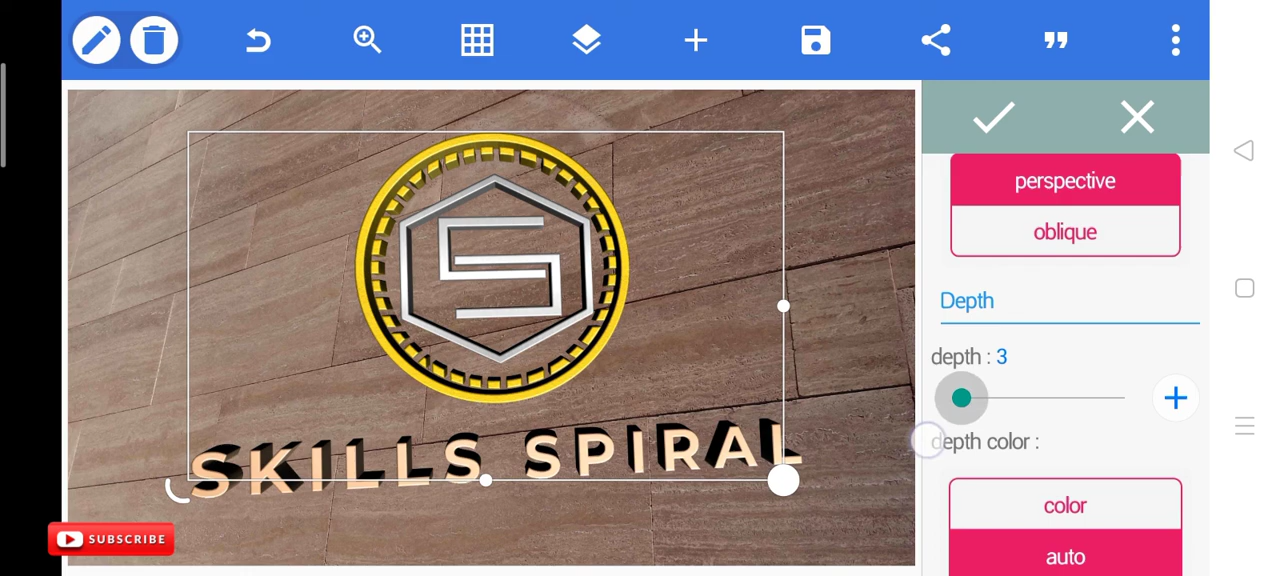 perspective
oblique
Depth
depth : 3
depth color :
color
auto
SKILLS SPIRAL
SUBSCRIBE